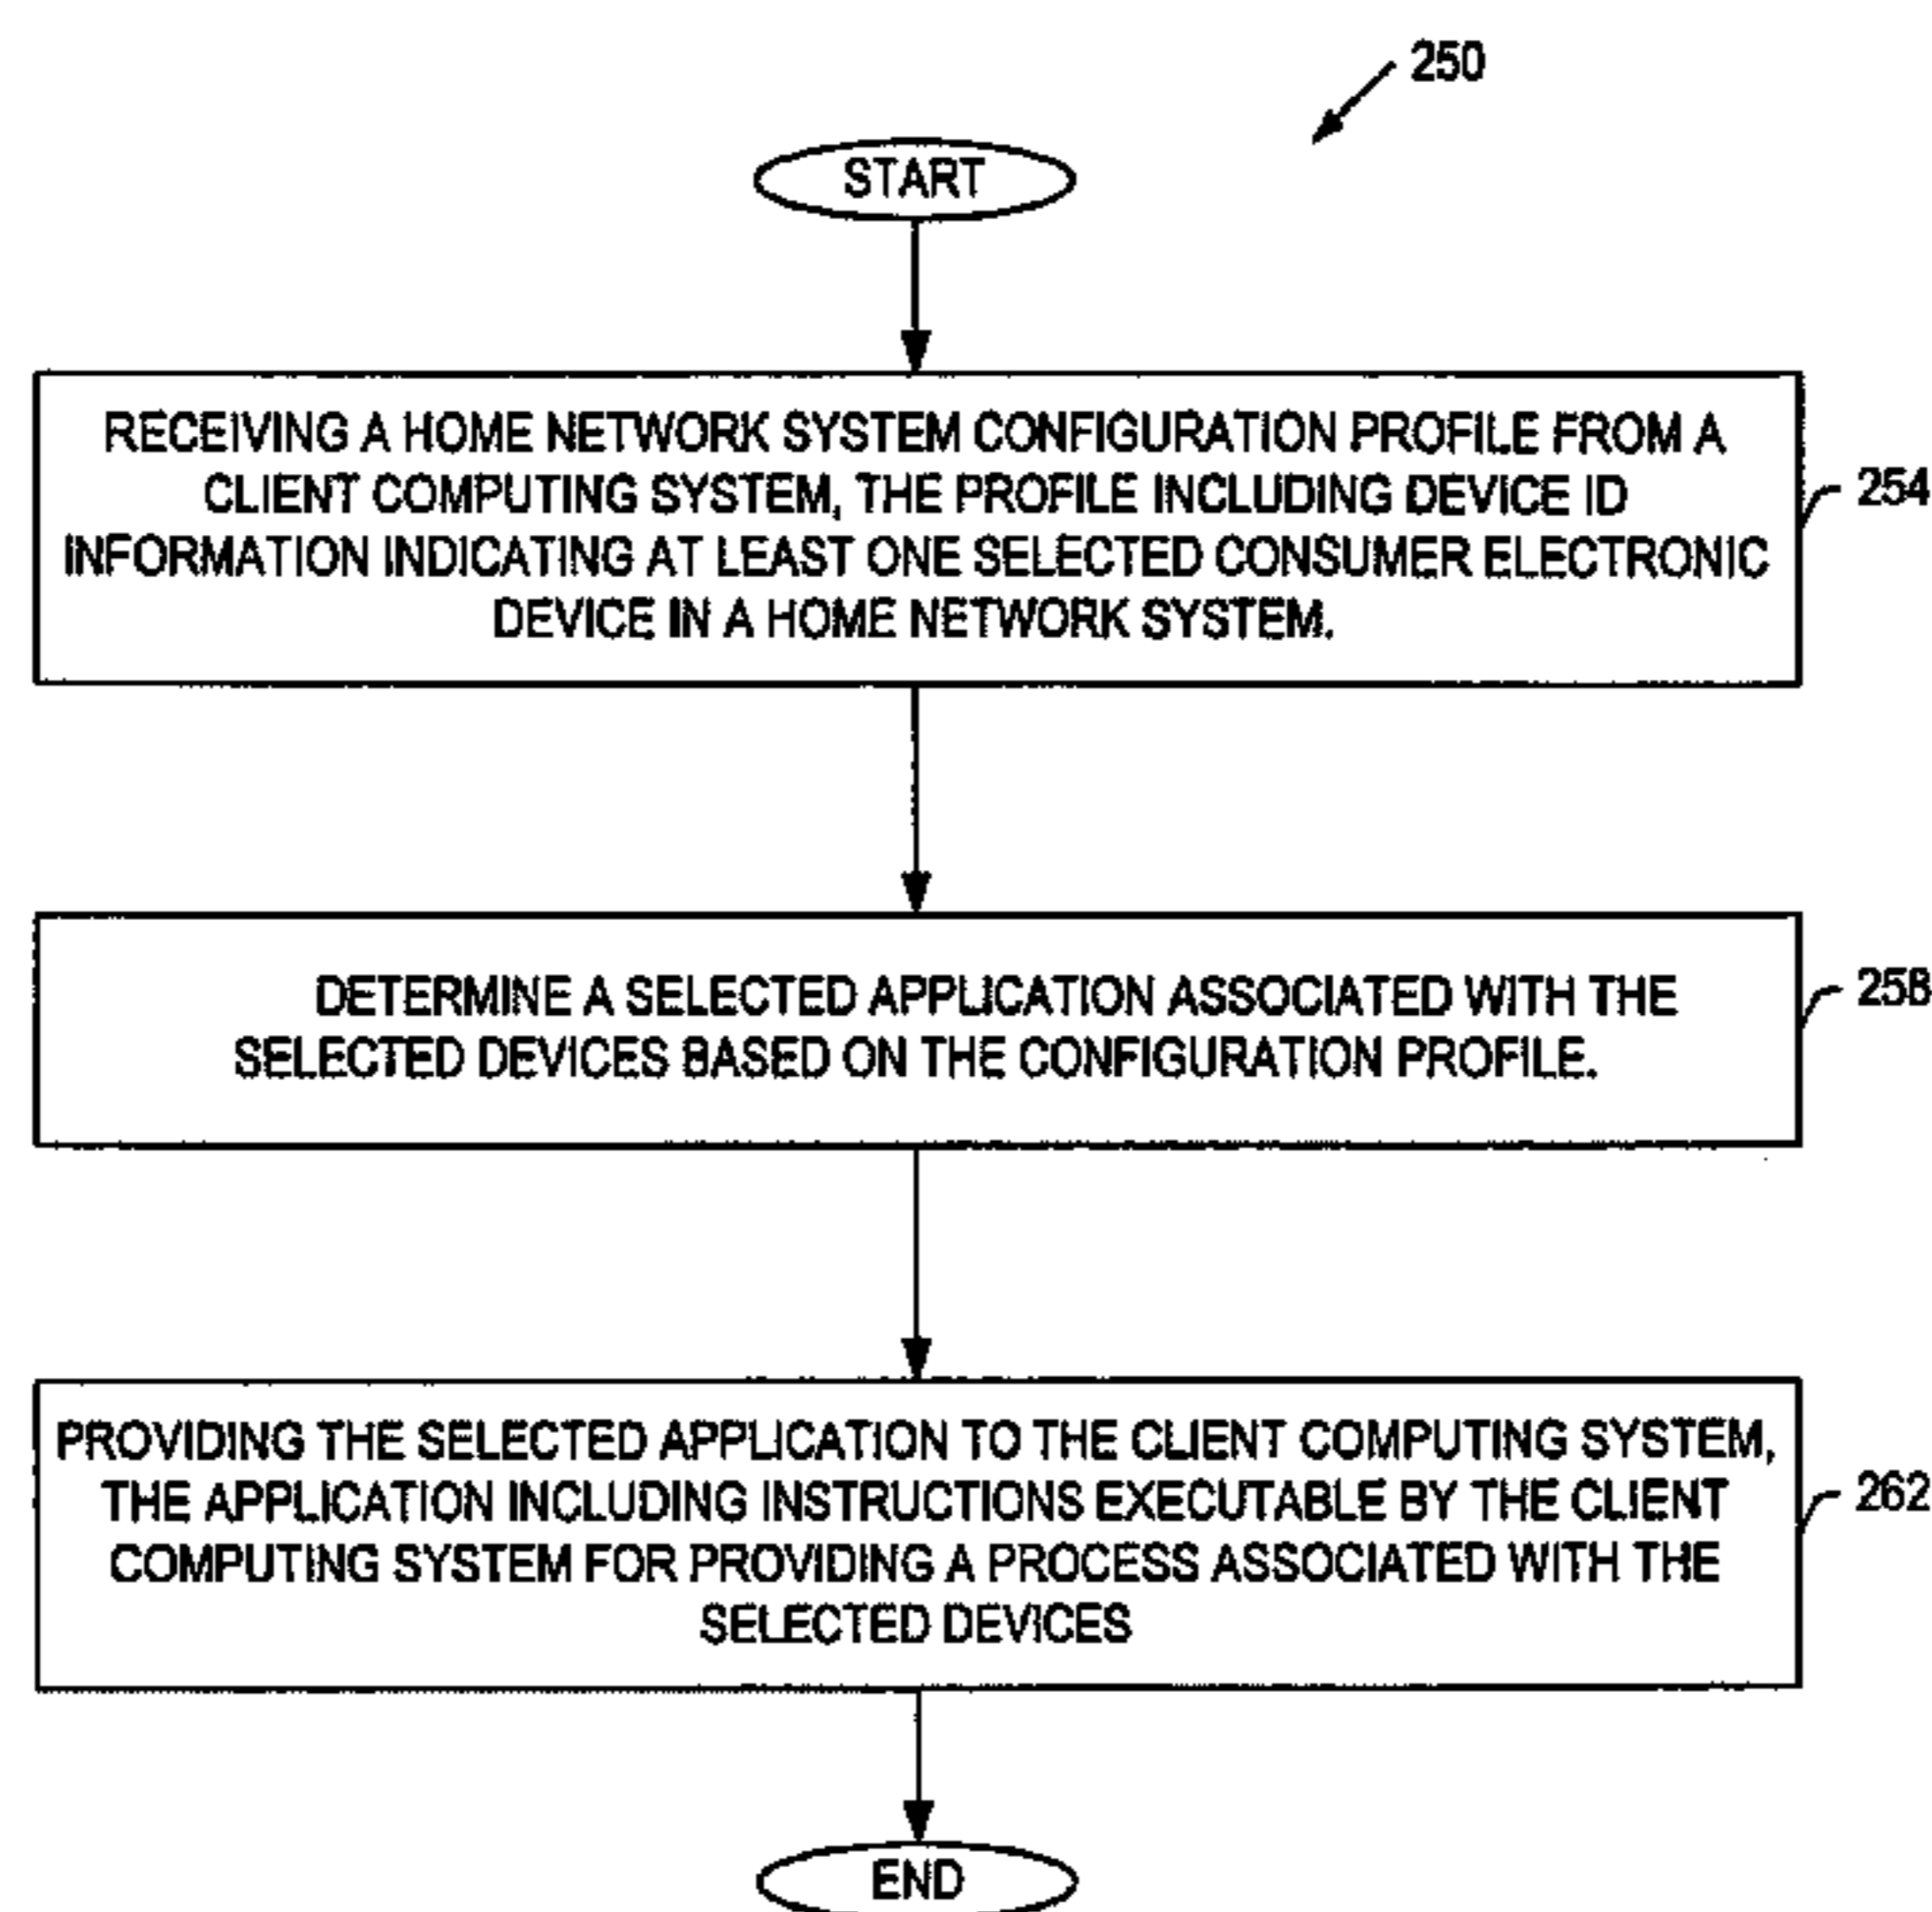 250
START
RECEIVING A HOME NETWORK SYSTEM CONFIGURATION PROFILE FROM A
CLIENT COMPUTING SYSTEM, THE PROFILE INCLUDING DEVICE ID
INFORMATION INDICATING AT LEAST ONE SELECTED CONSUMER ELECTRONIC
DEVICE IN A HOME NETWORK SYSTEM.
254
DETERMINE A SELECTED APPLICATION ASSOCIATED WITH THE
SELECTED DEVICES BASED ON THE CONFIGURATION PROFILE.
258
PROVIDING THE SELECTED APPLICATION TO THE CLIENT COMPUTING SYSTEM,
THE APPLICATION INCLUDING INSTRUCTIONS EXECUTABLE BY THE CLIENT
COMPUTING SYSTEM FOR PROVIDING A PROCESS ASSOCIATED WITH THE
SELECTED DEVICES
262
END